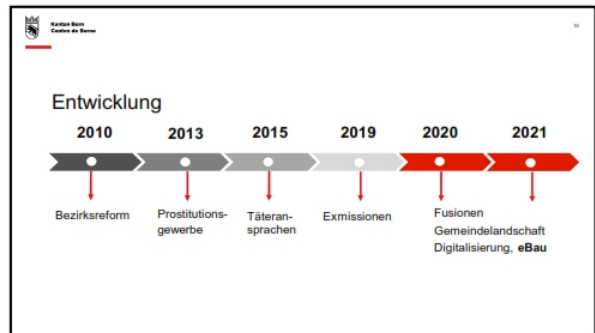 Kanton Bern
Canton de Berne
Entwicklung
2010
2013
2015
2019
2020
2021
Bezirksreform
Prostitutions-
gewerbe
Täteran-
sprachen
Exmissionen
Fusionen
Gemeindelandschaft
Digitalisierung, eBau